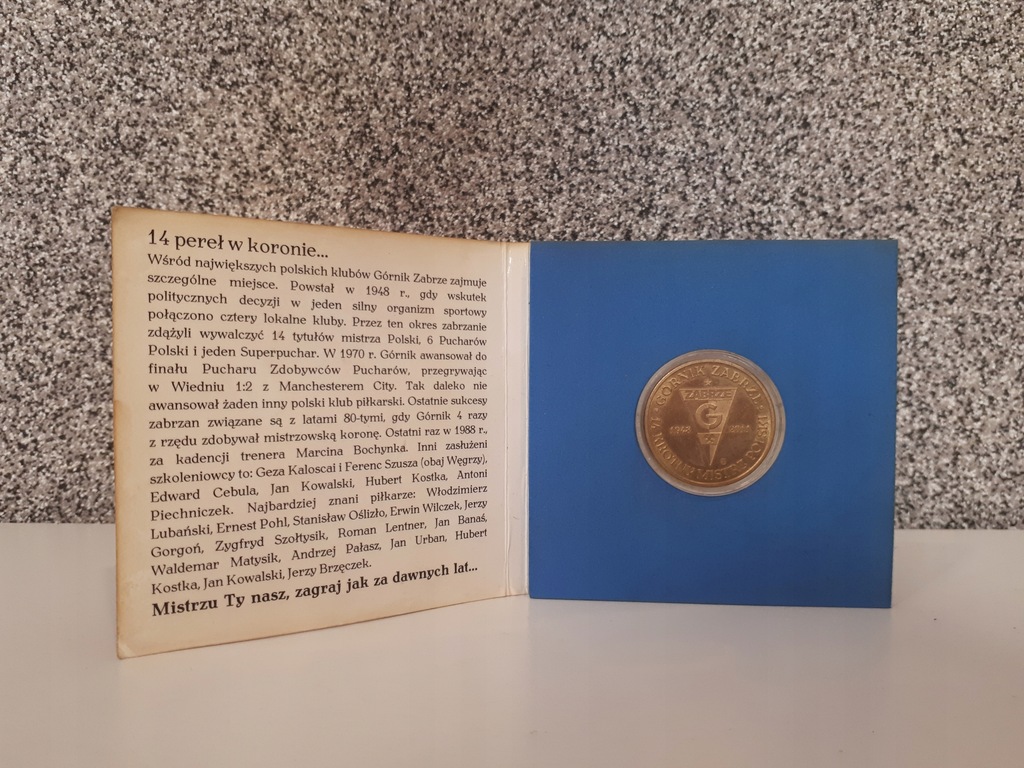 14 pereł w koronie...
Wśród największych polskich klubów Górnik Zabrze zajmuje
szczególne miejsce. Powstał w 1948 r., gdy wskutek
politycznych decyzji w jeden silny organizm sportowy
połączono cztery lokalne kluby. Przez ten okres zabrzanie
zdążyli wywalczyć 14 tytułów mistrza Polski, 6 Pucharów
Polski i jeden Superpuchar. W 1970 r. Górnik awansował do
finału Pucharu Zdobywców Pucharów, przegrywając
w Wiedniu 1:2 z Manchesterem City. Tak daleko nie
awansował żaden inny polski klub piłkarski. Ostatnie sukcesy
zabrzan związane są z latami 80-tymi, gdy Górnik 4 razy
z rzędu zdobywał mistrzowską koronę. Ostatni raz w 1988 r.,
za kadencji trenera Marcina Bochynka. Inni zasłużeni
szkoleniowcy to: Geza Kaloscai i Ferenc Szusza (obaj Węgrzy),
Edward Cebula, Jan Kowalski, Hubert Kostka, Antoni
Piechniczek. Najbardziej znani piłkarze: Włodzimierz
Lubański, Ernest Pohl, Stanisław Oślizło, Erwin Wilczek, Jerzy
Gorgoń, Zygfryd Szołtysik, Roman Lentner, Jan Banaś,
Waldemar Matysik, Andrzej Pałasz, Jan Urban, Hubert
Kostka, Jan Kowalski, Jerzy Brzęczek.
Mistrzu Ty nasz, zagraj jak za dawnych lat...
GÓRNIK ZABRZE
ZABRZE
G
1948